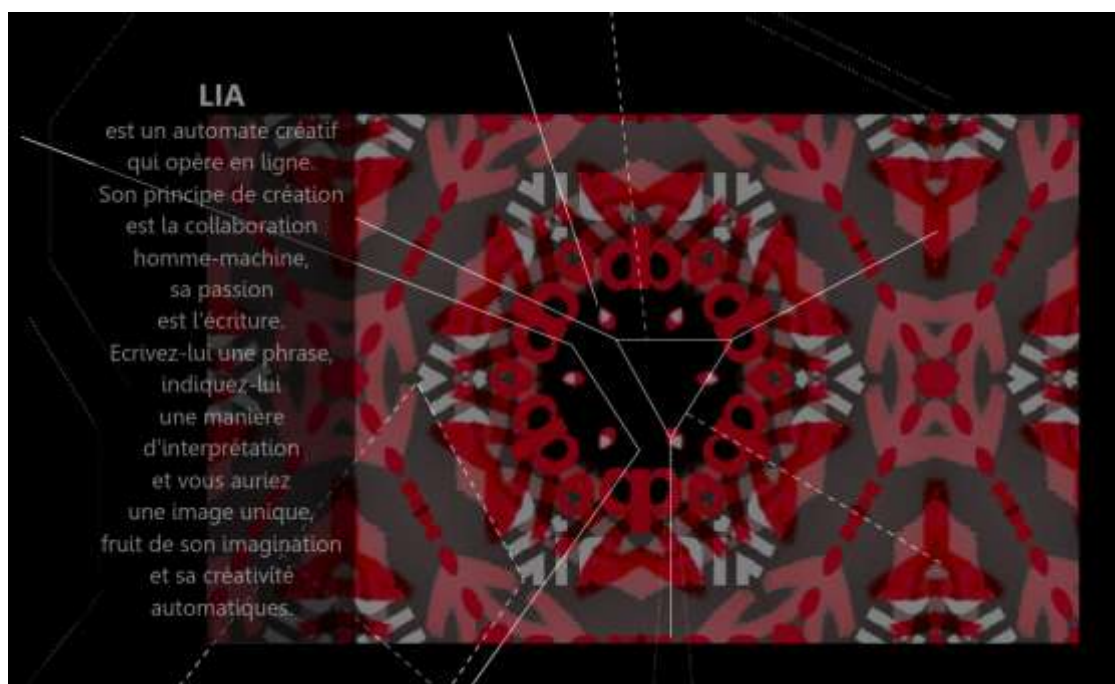 LIA
est un automate créatif
qui opère en ligne.
Son principe de création
est la collaboration
homme-machine,
sa passion
est l'écriture.
Ecrivez-lui une phrase,
indiquez-lui
une manière
d'interprétation
et vous auriez
une image unique,
fruit de son imagination
et sa créativité
automatiques.